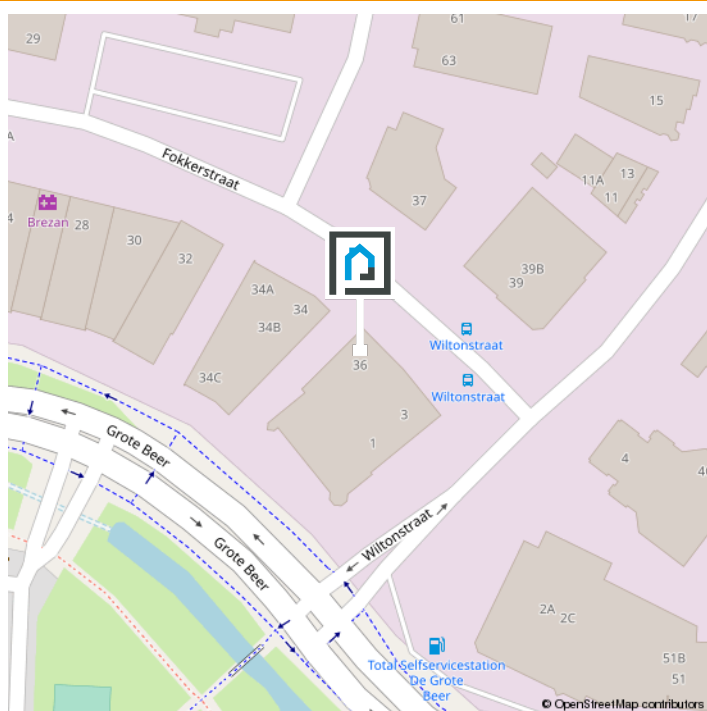 61
17
29
63
15
A
Fokkerstraat
13
11A
11
37
Brezan
4
28
30
32
39B
39
34A
34
34B
34C
Wiltonstraat
36
Wiltonstraat
3
1
Grote Beer
4
Wiltonstraat
Grote Beer
2A
2C
51B
51
Total Selfservicestation
De Grote
Beer
© OpenStreetMap contributors